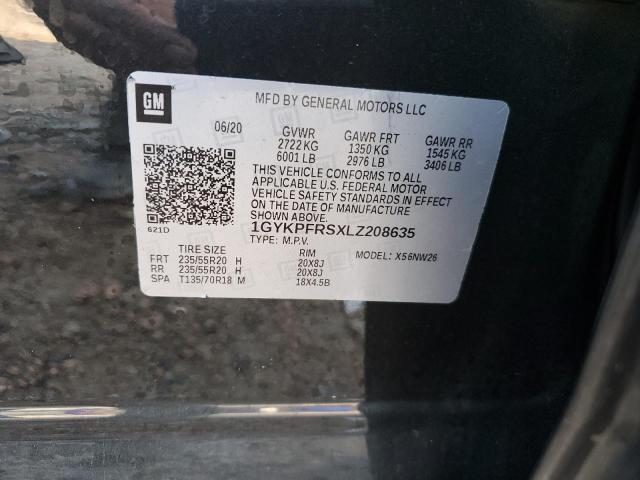 GM
MFD BY GENERAL MOTORS LLC
06/20 GVWR GAWR FRT GAWR RR
2722 KG 1350 KG 1545 KG
6001 LB 2976 LB 3406 LB
THIS VEHICLE CONFORMS TO ALL
APPLICABLE U.S. FEDERAL MOTOR
VEHICLE SAFETY STANDARDS IN EFFECT
ON THE DATE OF MANUFACTURE
SHOWN ABOVE.
621D
1GYKPFRSXLZ208635
TYPE: M.P.V. MODEL: X56NW26
TIRE SIZE RIM
FRT 235/55R20 H 20X8J
RR 235/55R20 H 20X8J
SPA T135/70R18 M 18X4.5B